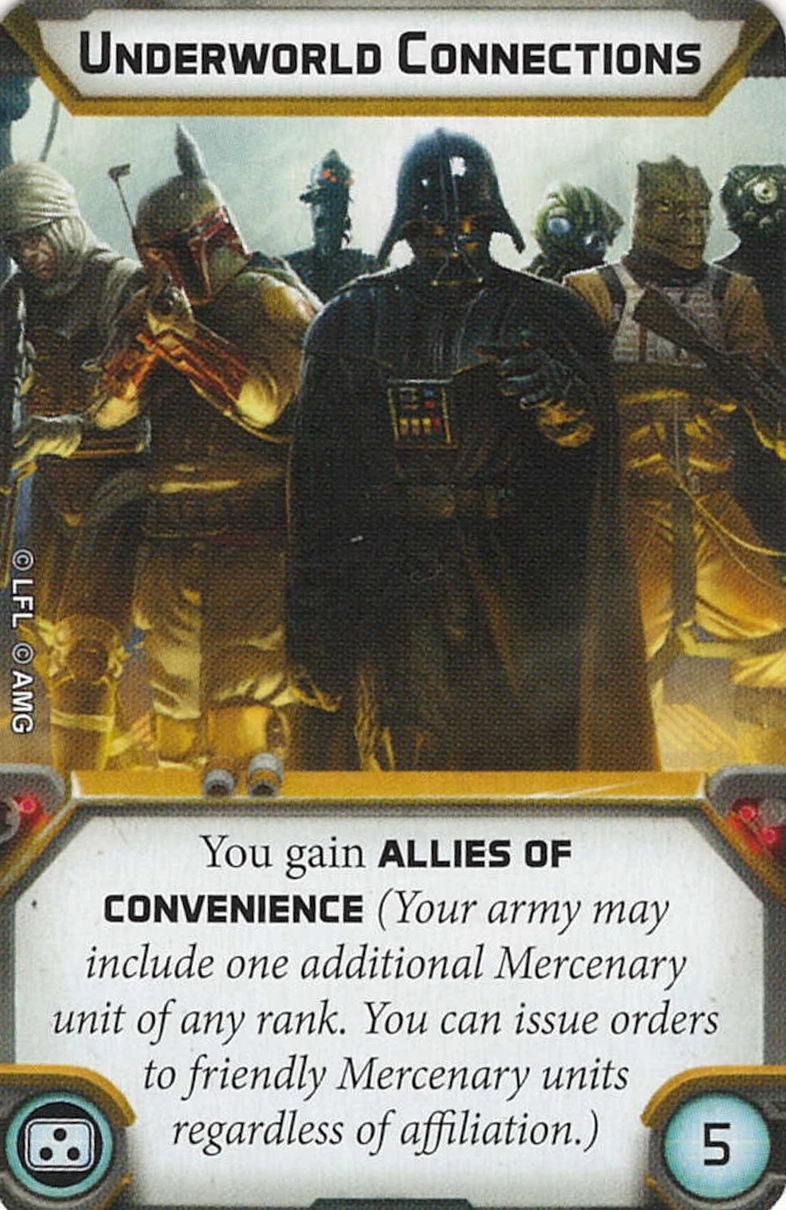 Underworld Connections
© LFL © AMG
You gain ALLIES OF
CONVENIENCE (Your army may
include one additional Mercenary
unit of any rank. You can issue orders
to friendly Mercenary units
regardless of affiliation.)
5